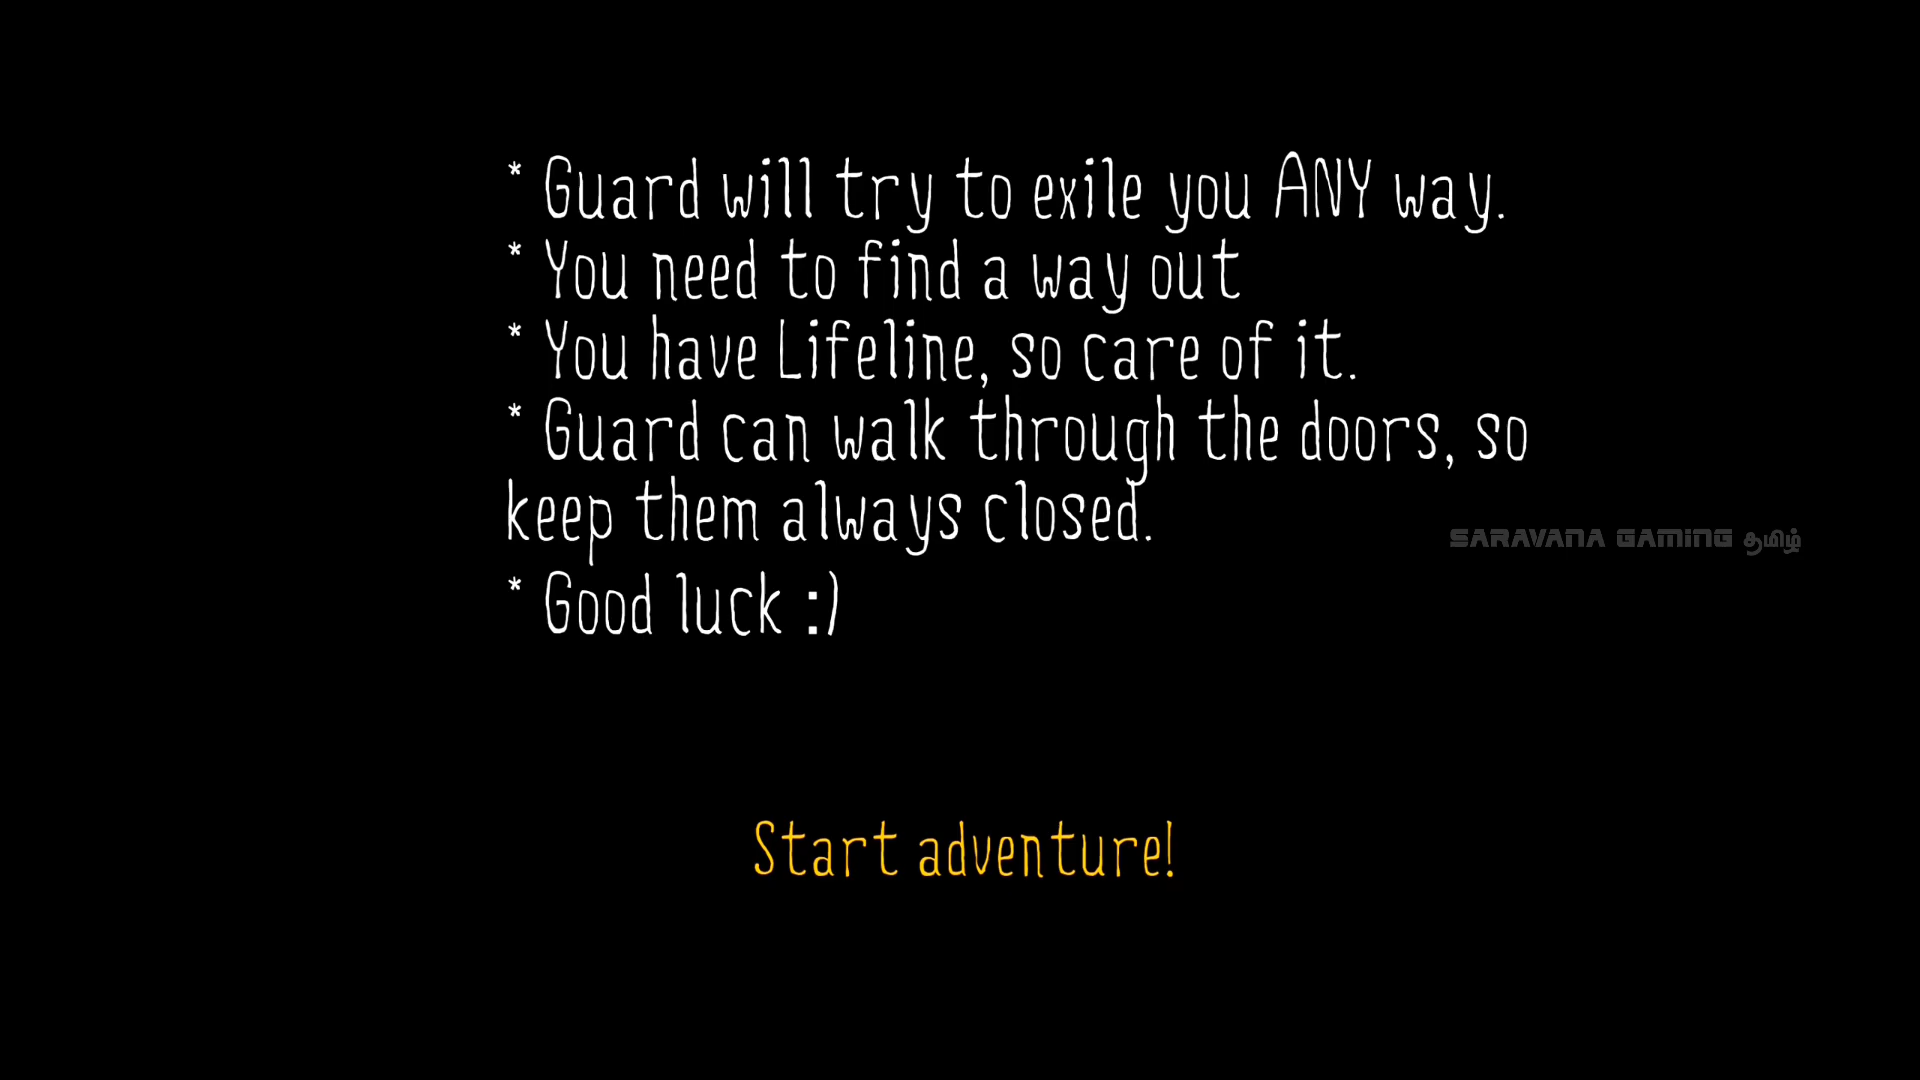 * Guard will try to exile you ANY way.
* You need to find a way out
* You have Lifeline, so care of it.
* Guard can walk through the doors, so
keep them always closed.
SARAVANA GAMING தமிழ்
* Good luck :)
Start adventure!